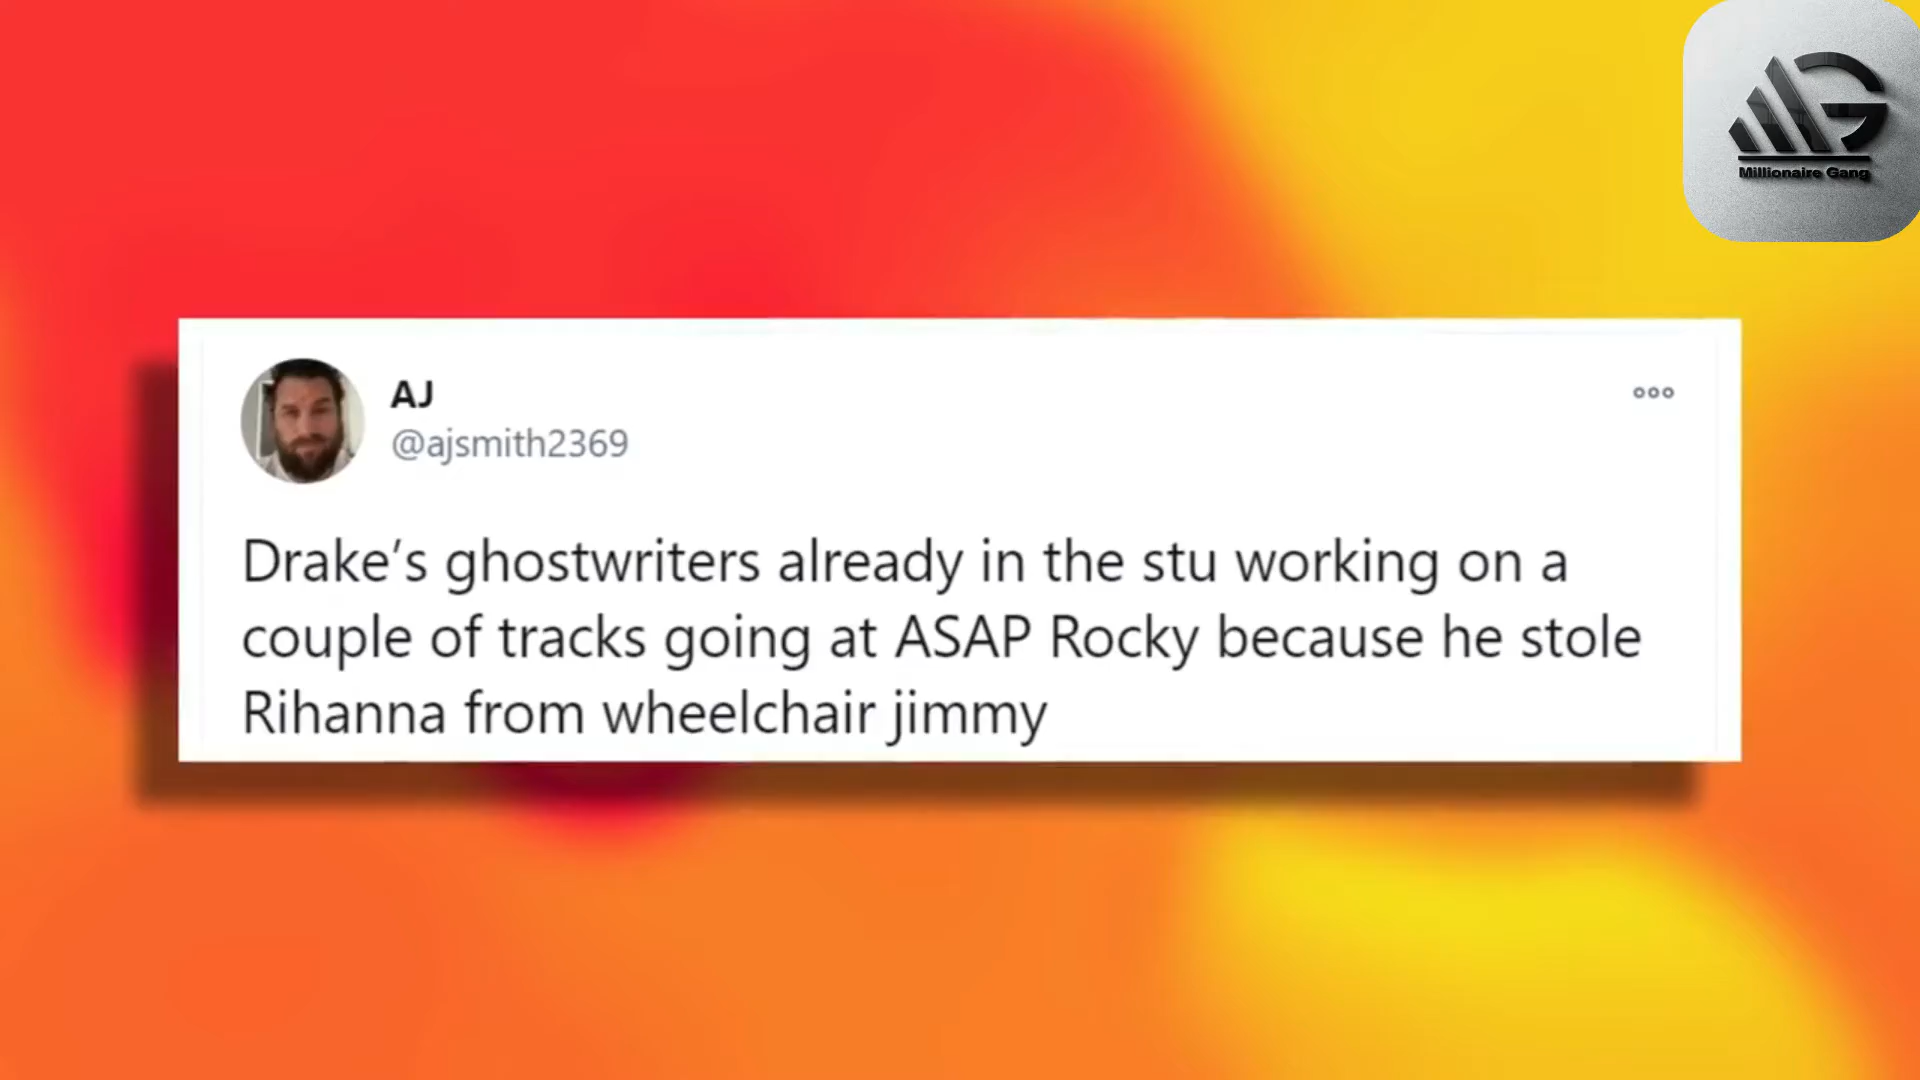 Millionaire Gang
AJ
@ajsmith2369
Drake’s ghostwriters already in the stu working on a
couple of tracks going at ASAP Rocky because he stole
Rihanna from wheelchair jimmy